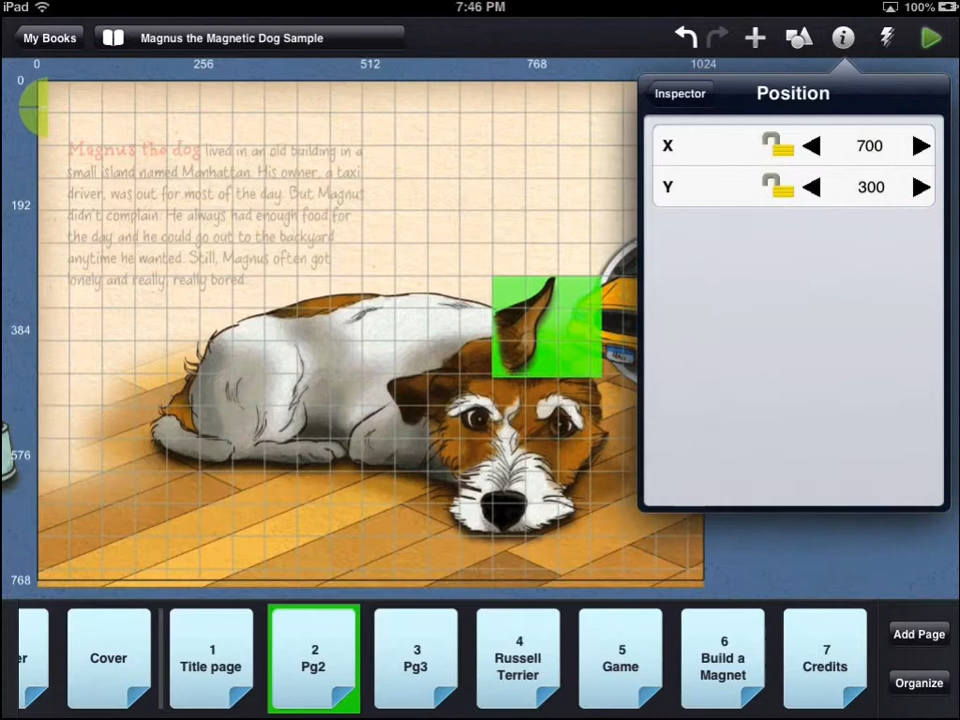 iPad 7:46 PM 100%
My Books Magnus the Magnetic Dog Sample
0 256 512 768 1024
0
192
384
576
768
Inspector Position
X 700
Y 300
Magnus the dog lived in an old building in a
small island named Manhattan. His owner, a taxi
driver, was out for most of the day. But Magnus
didn't complain. He always had enough food for
the day and he could go out to the backyard
anytime he wanted. Still, Magnus often got
lonely and really, really bored.
er
Cover
1
Title page
2
Pg2
3
Pg3
4
Russell
Terrier
5
Game
6
Build a
Magnet
7
Credits
Add Page
Organize